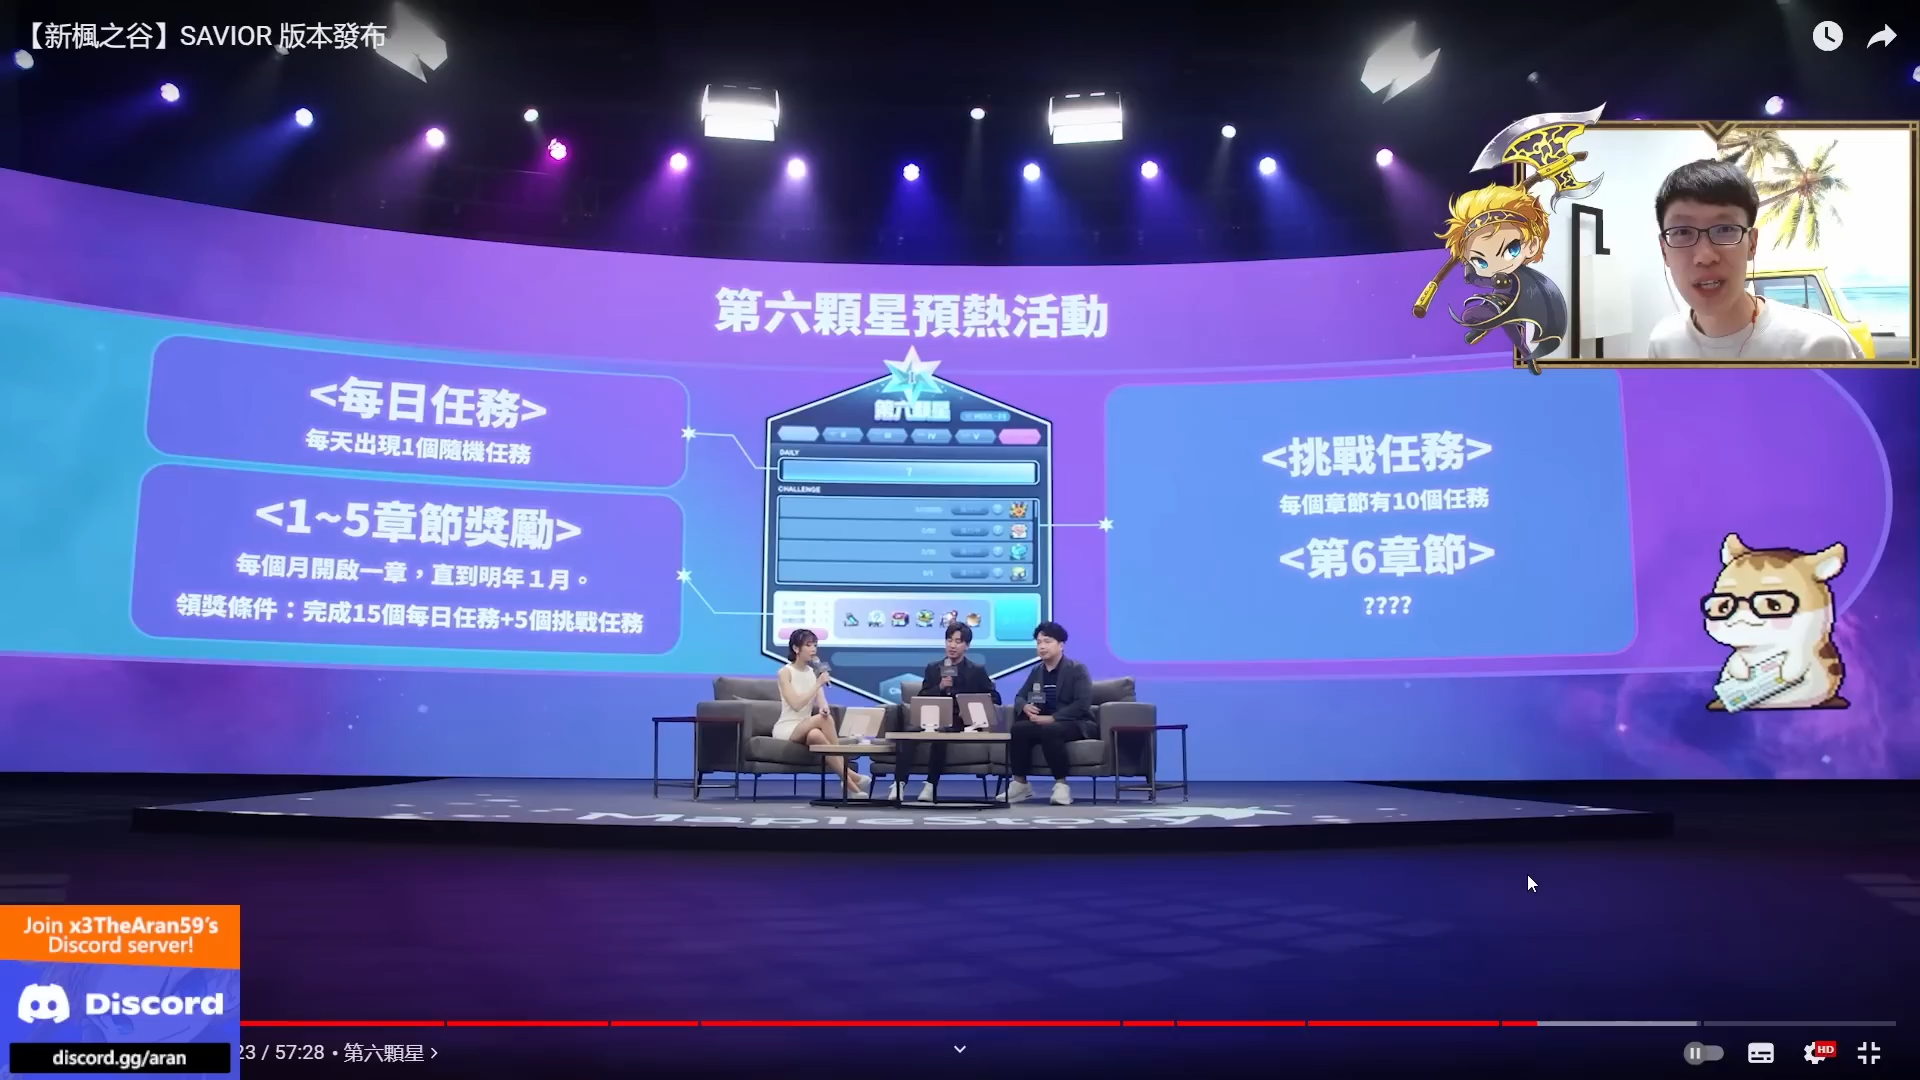 【新楓之谷】SAVIOR 版本發布
第六顆星預熱活動
<每日任務>
每天出現1個隨機任務
<1~5章節獎勵>
每個月開啟一章，直到明年1月。
領獎條件：完成15個每日任務+5個挑戰任務
第六顆星
IV
V
DAILY
?
CHALLENGE
<挑戰任務>
每個章節有10個任務
<第6章節>
????
MapleStory
Join x3TheAran59's
Discord server!
Discord
discord.gg/aran
23 / 57:28 • 第六顆星 >
HD